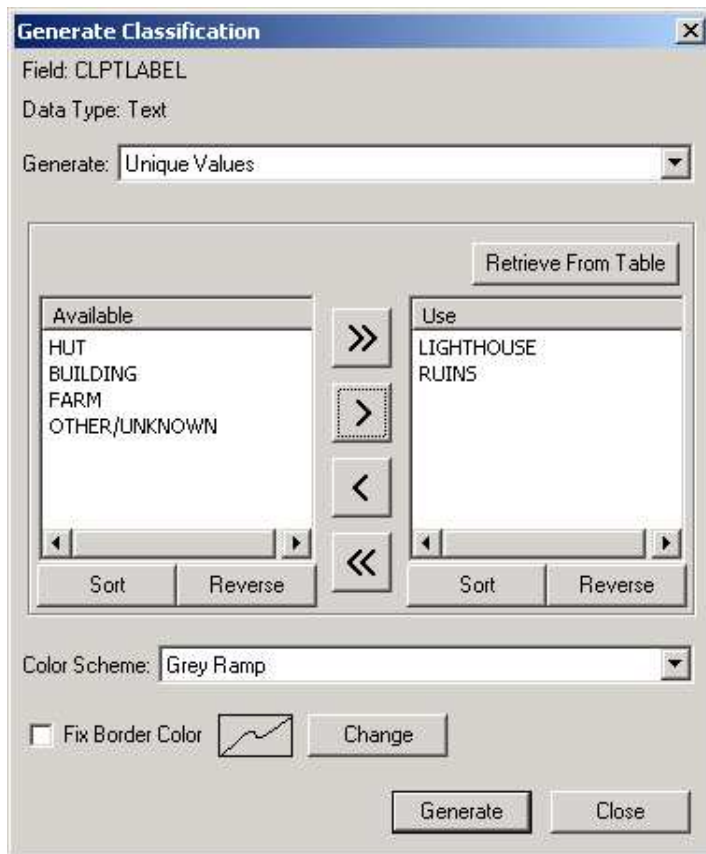 Generate Classification
Field: CLPTLABEL
Data Type: Text
Generate: Unique Values
Retrieve From Table
Available
HUT
BUILDING
FARM
OTHER/UNKNOWN
Sort Reverse
>>
>
<
<<
Use
LIGHTHOUSE
RUINS
Sort Reverse
Color Scheme: Grey Ramp
Fix Border Color Change
Generate Close